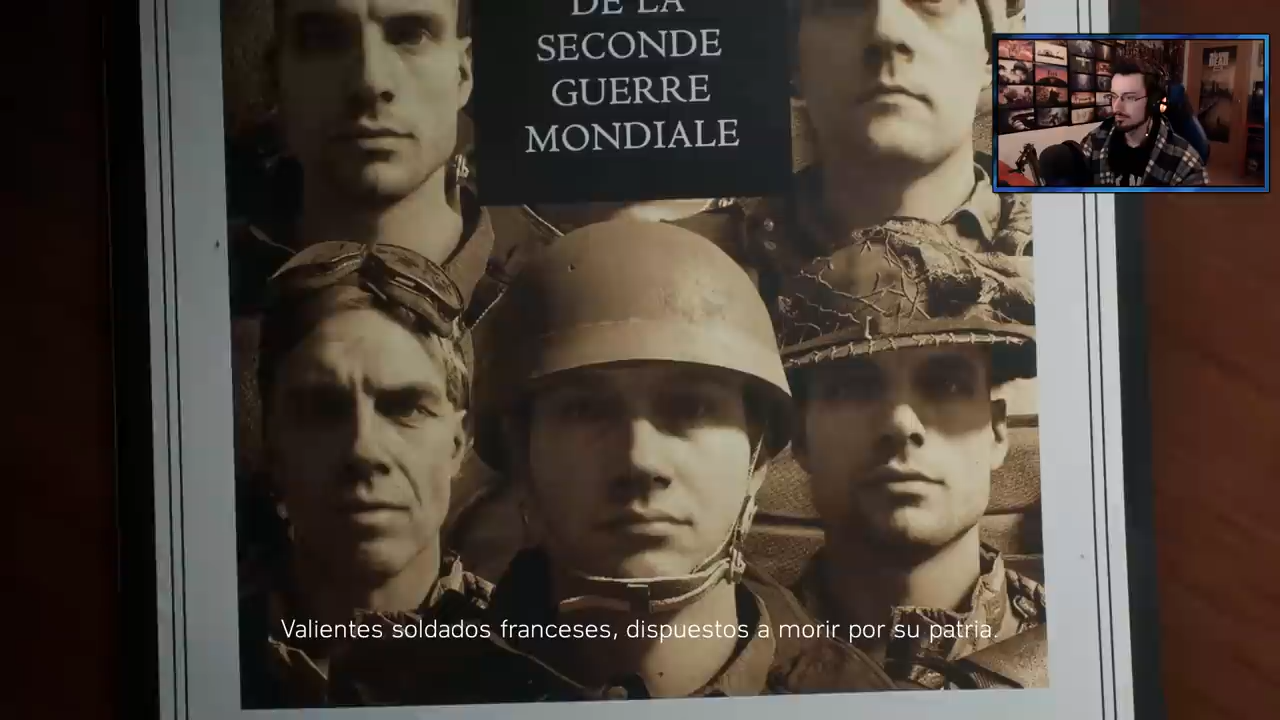 DE LA
SECONDE
GUERRE
MONDIALE
Valientes soldados franceses, dispuestos a morir por su patria.